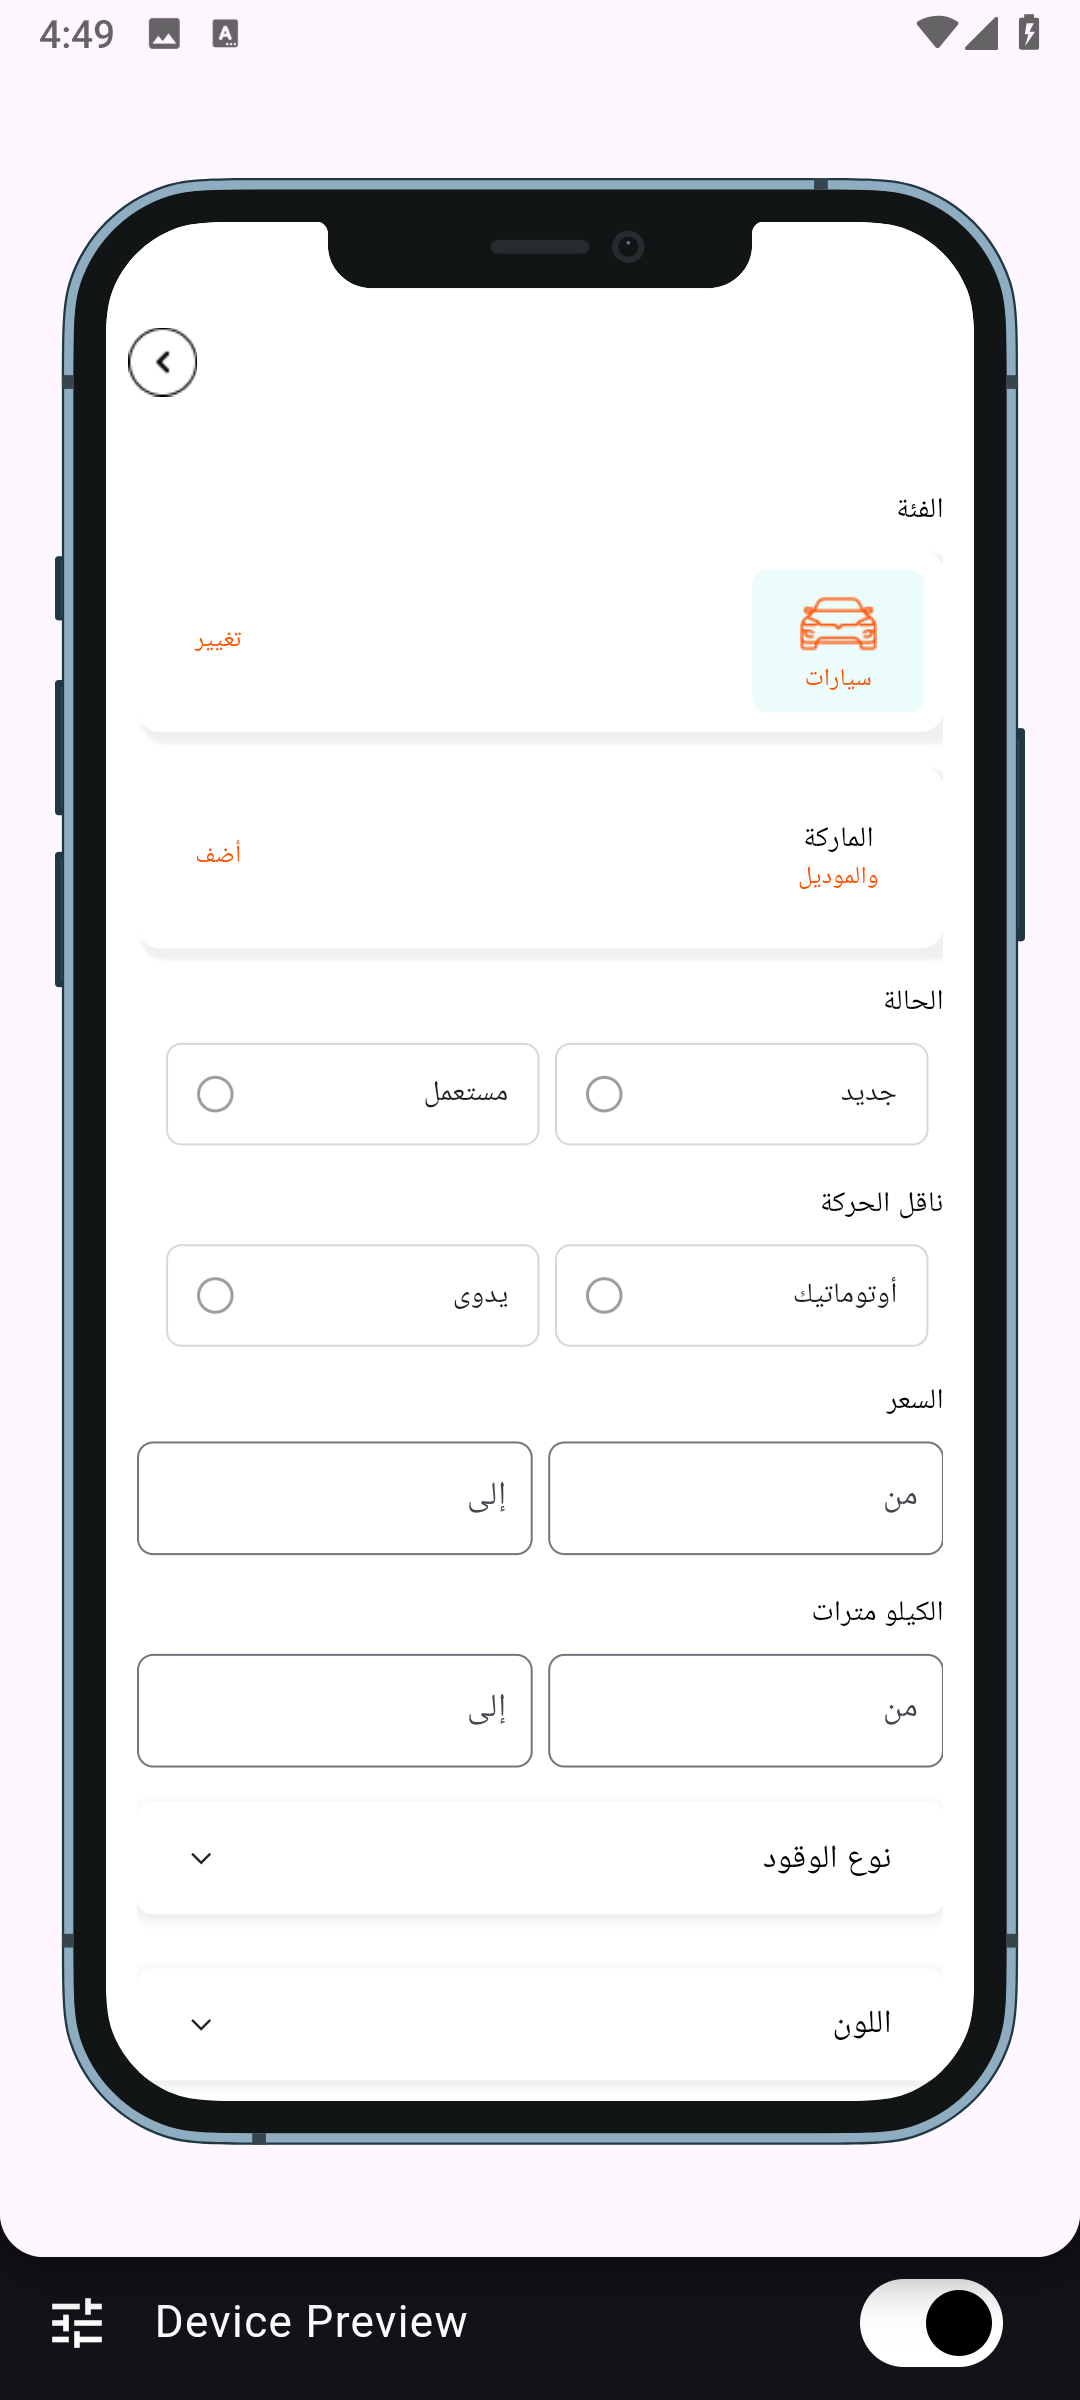 4:49
الفئة
سيارات
تغيير
الماركة
والموديل
أضف
الحالة
جديد
مستعمل
ناقل الحركة
أوتوماتيك
يدوى
السعر
من
إلى
الكيلو مترات
من
إلى
نوع الوقود
اللون
Device Preview